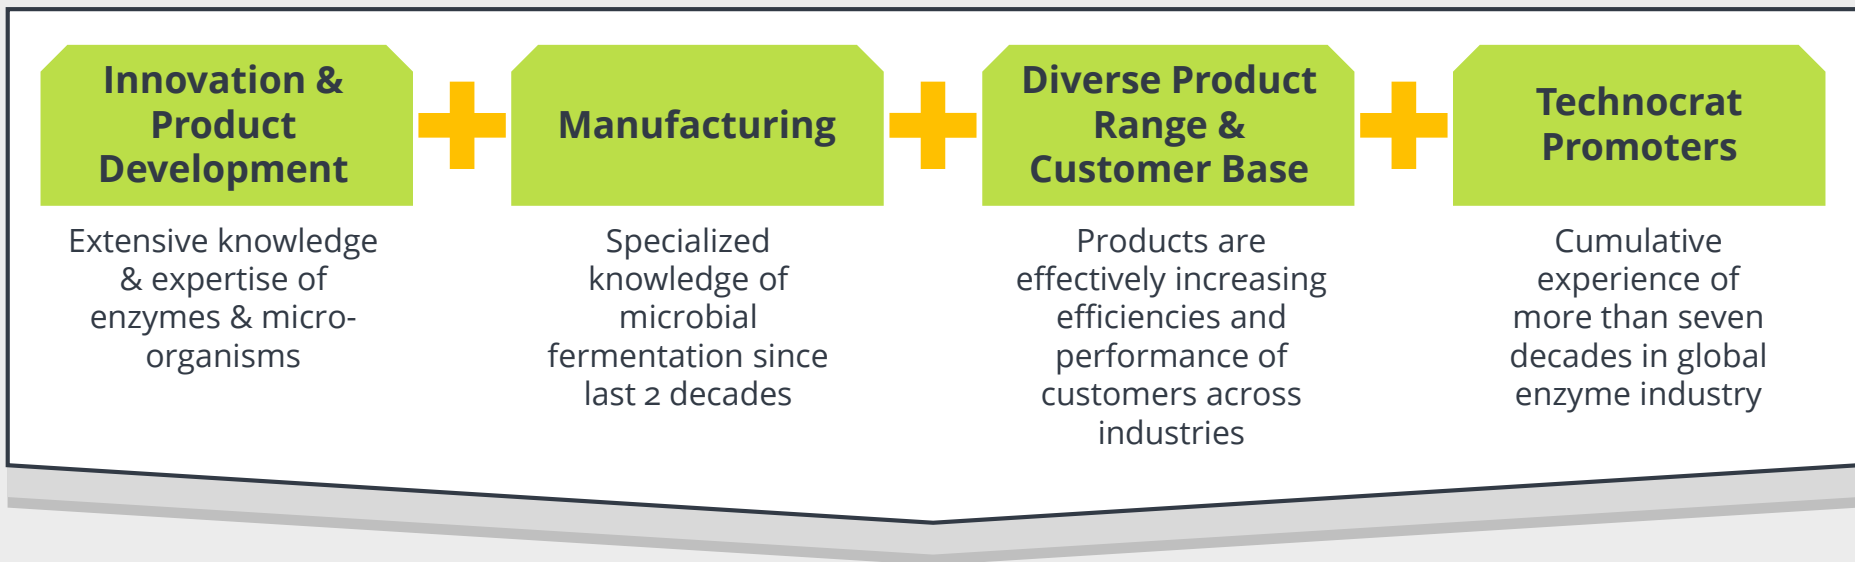 Innovation &
Product
Development
Extensive knowledge
& expertise of
enzymes & micro-
organisms
Manufacturing
Specialized
knowledge of
microbial
fermentation since
last 2 decades
Diverse Product
Range &
Customer Base
Products are
effectively increasing
efficiencies and
performance of
customers across
industries
Technocrat
Promoters
Cumulative
experience of
more than seven
decades in global
enzyme industry